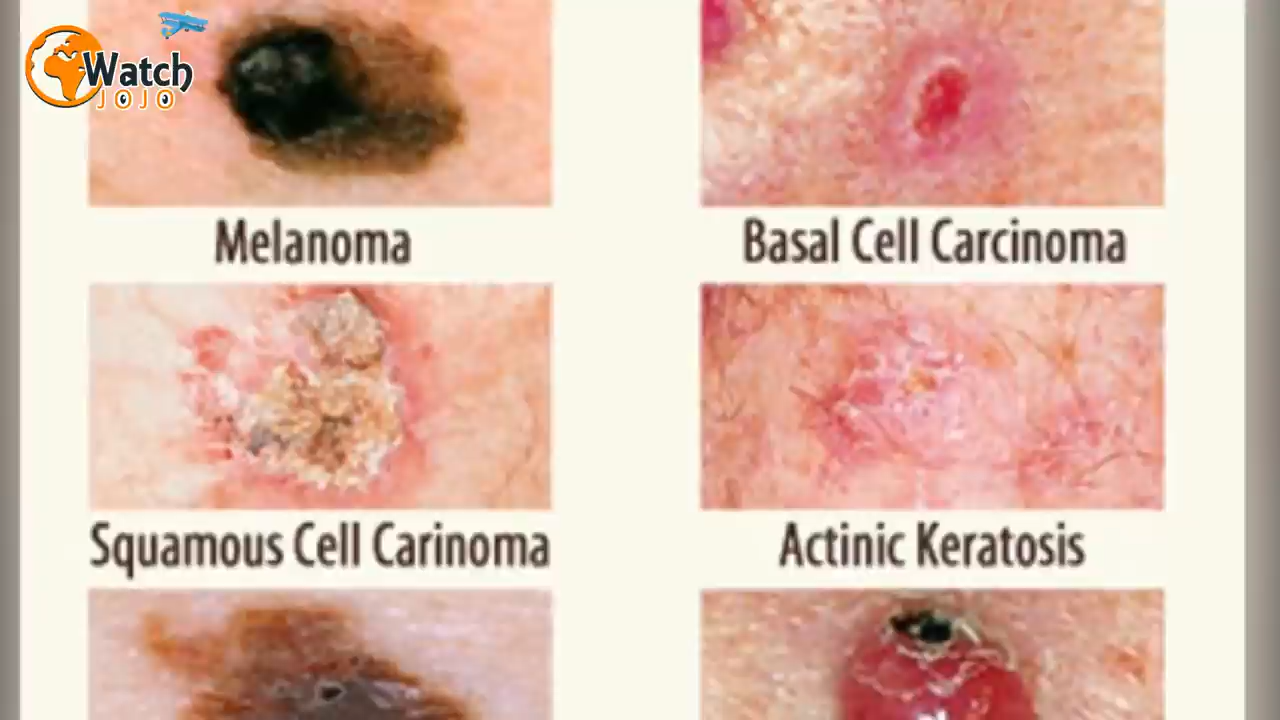 Watch
JOJO
Melanoma
Basal Cell Carcinoma
Squamous Cell Carinoma
Actinic Keratosis